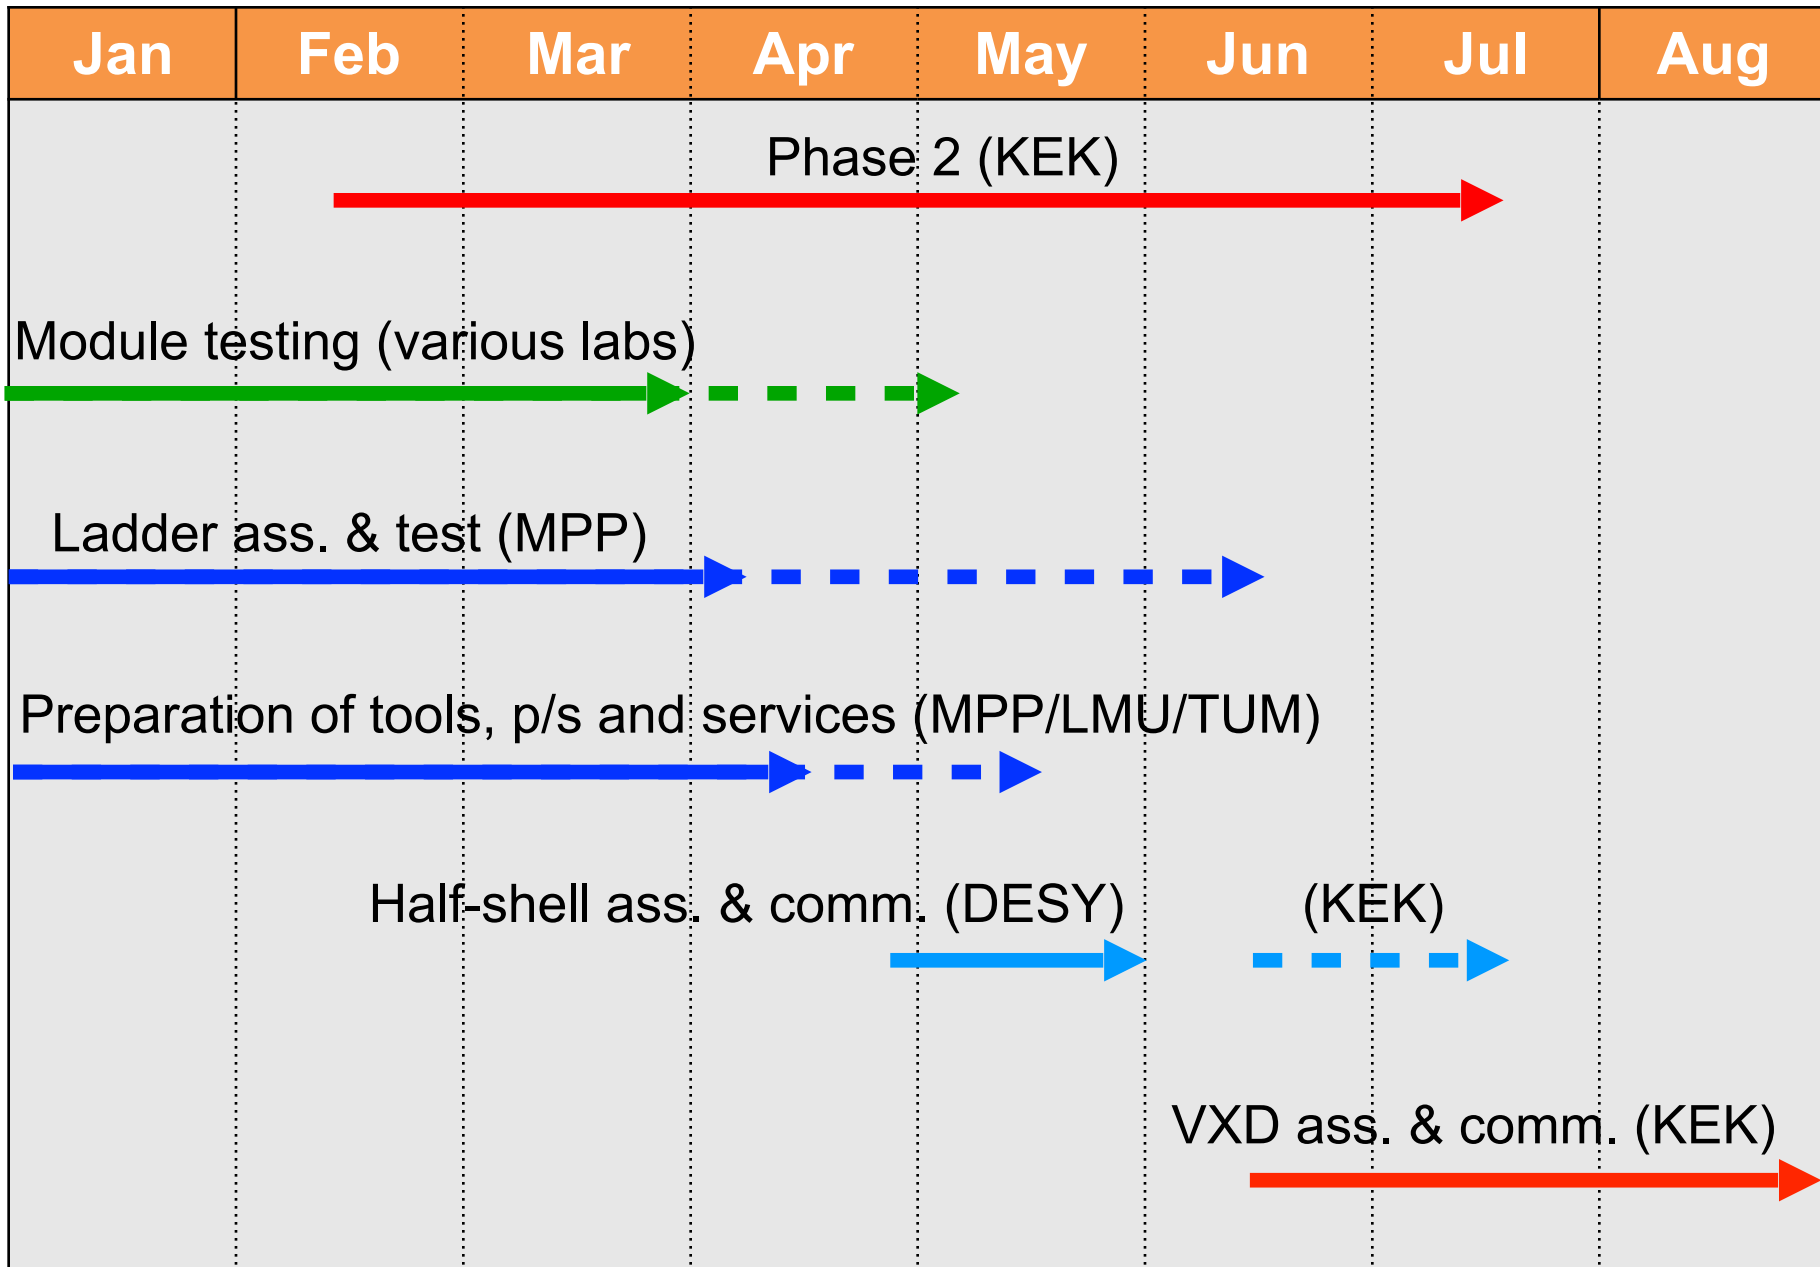 Jan Feb Mar Apr May Jun Jul Aug
Phase 2 (KEK)
Module testing (various labs)
Ladder ass. & test (MPP)
Preparation of tools, p/s and services (MPP/LMU/TUM)
Half-shell ass. & comm. (DESY) (KEK)
VXD ass. & comm. (KEK)